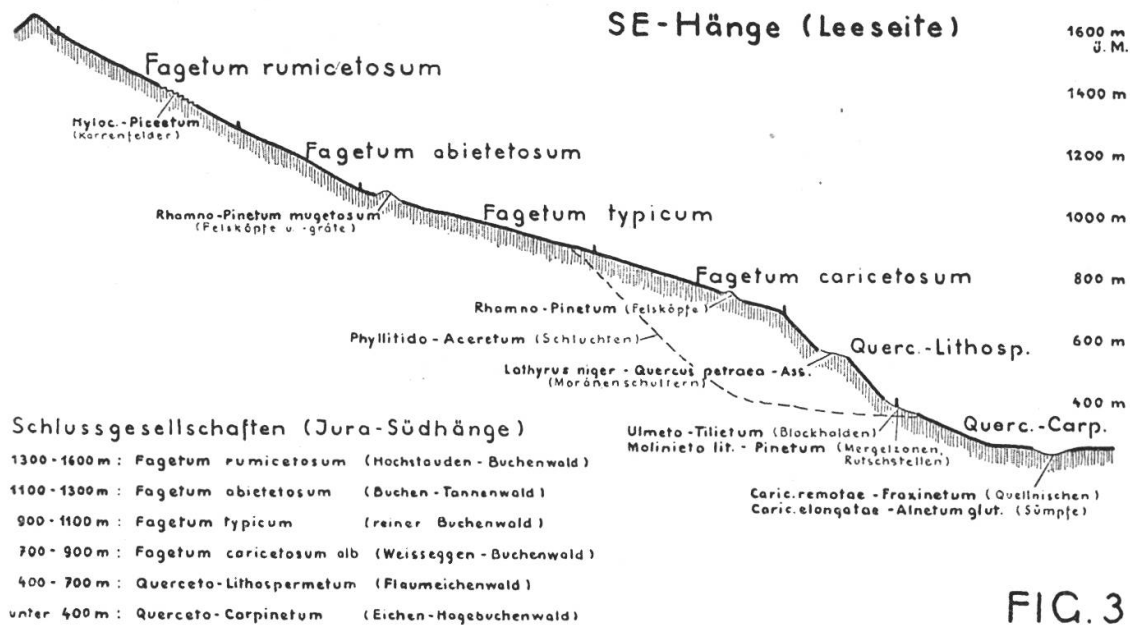 SE-Hänge (Leeseite)
1600 m
ü.M.
Fagetum rumicetosum
1400 m
Hyloc.-Piceetum
(Karrenfelder)
Fagetum abietetosum
1200 m
Rhamno-Pinetum mugetosum
(Felsköpfe u. -gräte)
Fagetum typicum
1000 m
Fagetum caricetosum
800 m
Rhamno-Pinetum (Felsköpfe)
Phyllitido-Aceretum (Schluchten)
600 m
Querc.-Lithosp.
Lathyrus niger - Quercus petraea - Ass.
(Moränenschultern)
400 m
Querc.-Carp.
Ulmeto-Tilietum (Blockhalden)
Molinieto lit. - Pinetum (Mergelzonen,
Rutschstellen)
Caric. remotae - Fraxinetum (Quellnischen)
Caric. elongatae - Alnetum glut. (Sümpfe)
Schlussgesellschaften (Jura-Südhänge)
1300-1600 m : Fagetum rumicetosum (Hochstauden-Buchenwald)
1100-1300 m : Fagetum abietetosum (Buchen-Tannenwald)
900-1100 m : Fagetum typicum (reiner Buchenwald)
700-900 m : Fagetum caricetosum alb (Weisseggen-Buchenwald)
400-700 m : Querceto-Lithospermetum (Flaumeichenwald)
unter 400 m : Querceto-Carpinetum (Eichen-Hagebuchenwald)
FIG. 3